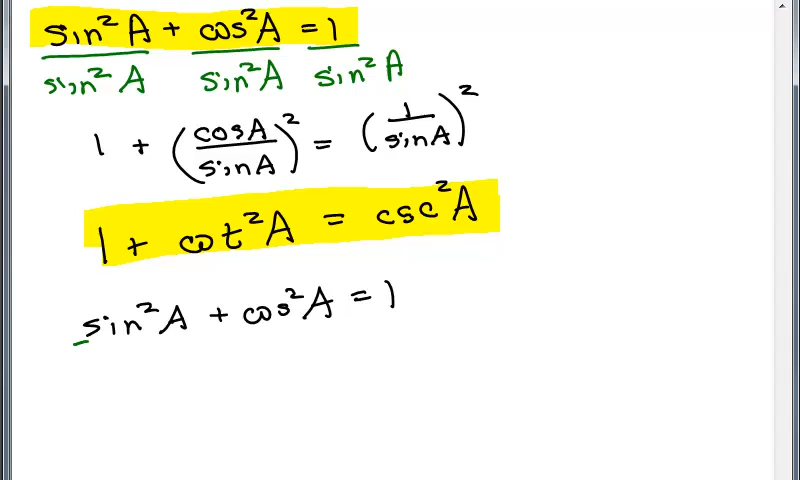 sin²A + cos²A = 1
sin²A sin²A sin²A
1 + (cosA/sinA)² = (1/sinA)²
1 + cot²A = csc²A
sin²A + cos²A = 1